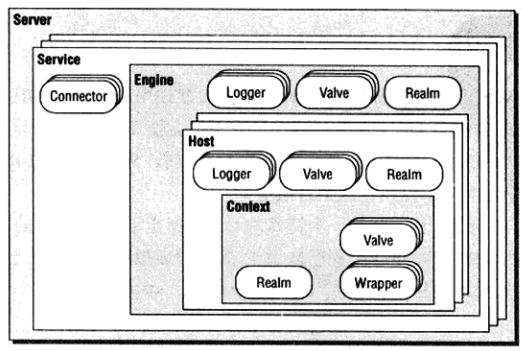 Server
Service
Connector
Engine
Logger
Valve
Realm
Host
Logger
Valve
Realm
Context
Valve
Realm
Wrapper